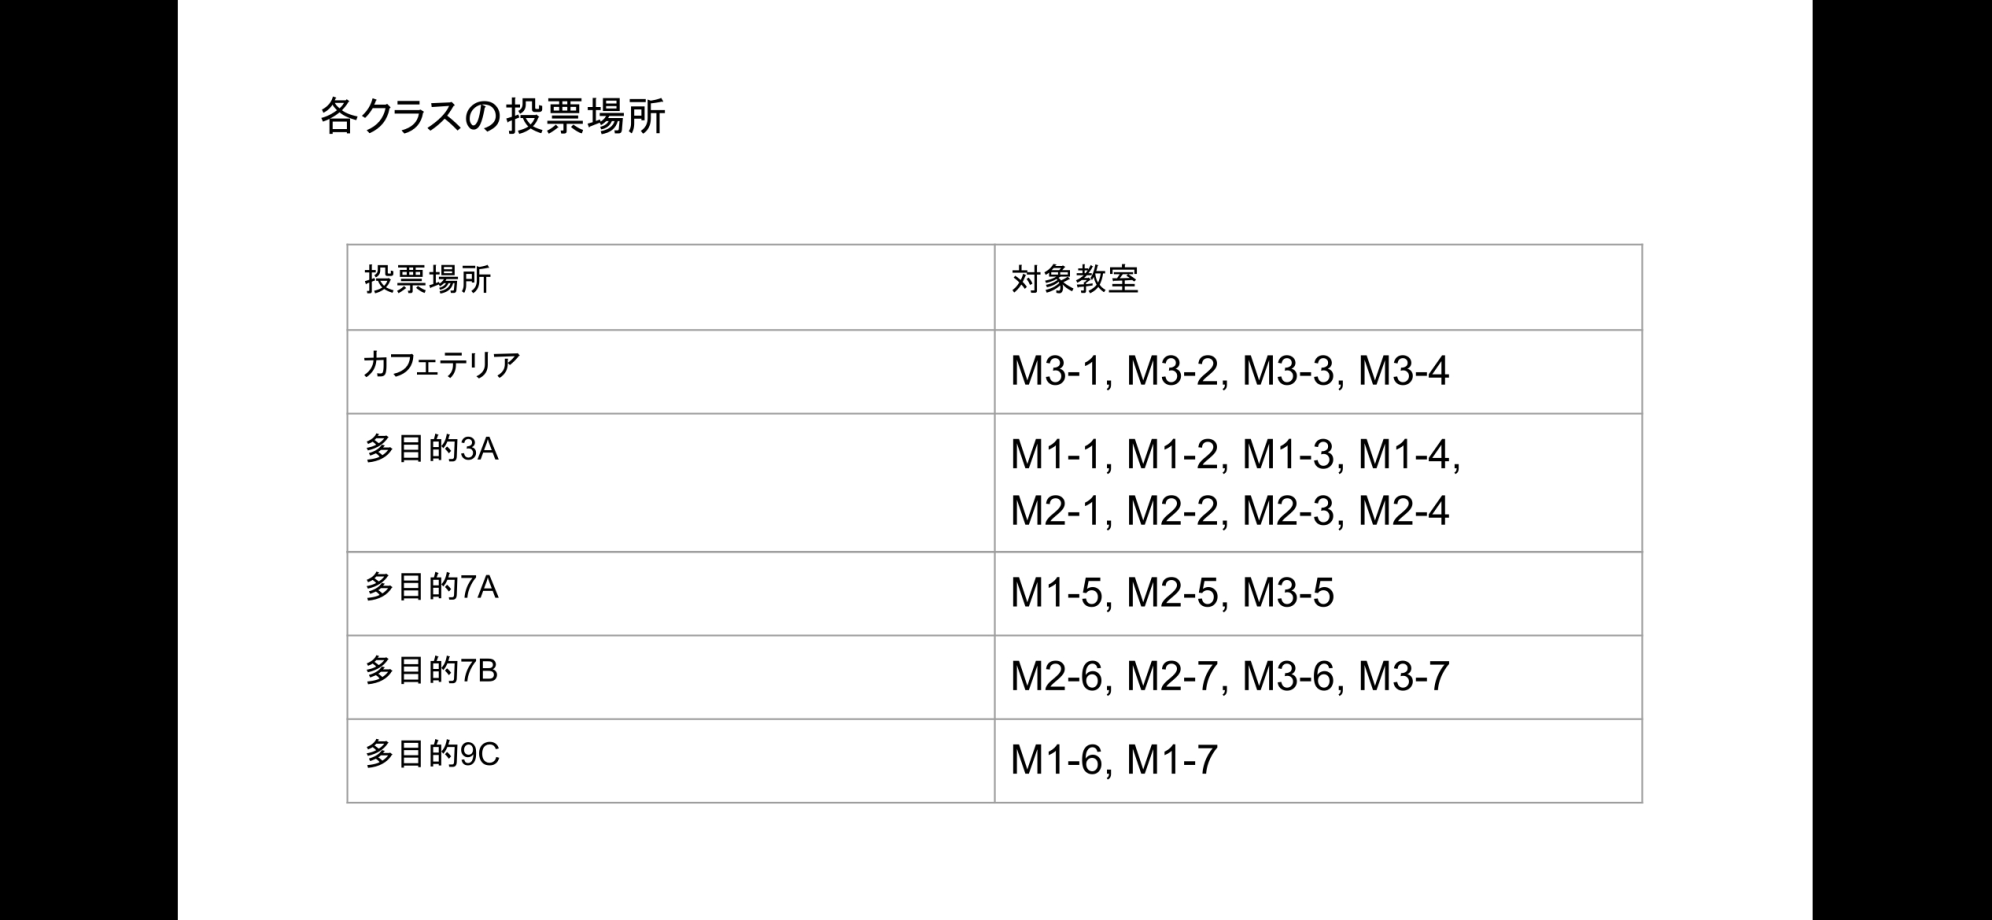 各クラスの投票場所
投票場所
対象教室
カフェテリア
M3-1, M3-2, M3-3, M3-4
多目的3A
M1-1, M1-2, M1-3, M1-4,
M2-1, M2-2, M2-3, M2-4
多目的7A
M1-5, M2-5, M3-5
多目的7B
M2-6, M2-7, M3-6, M3-7
多目的9C
M1-6, M1-7